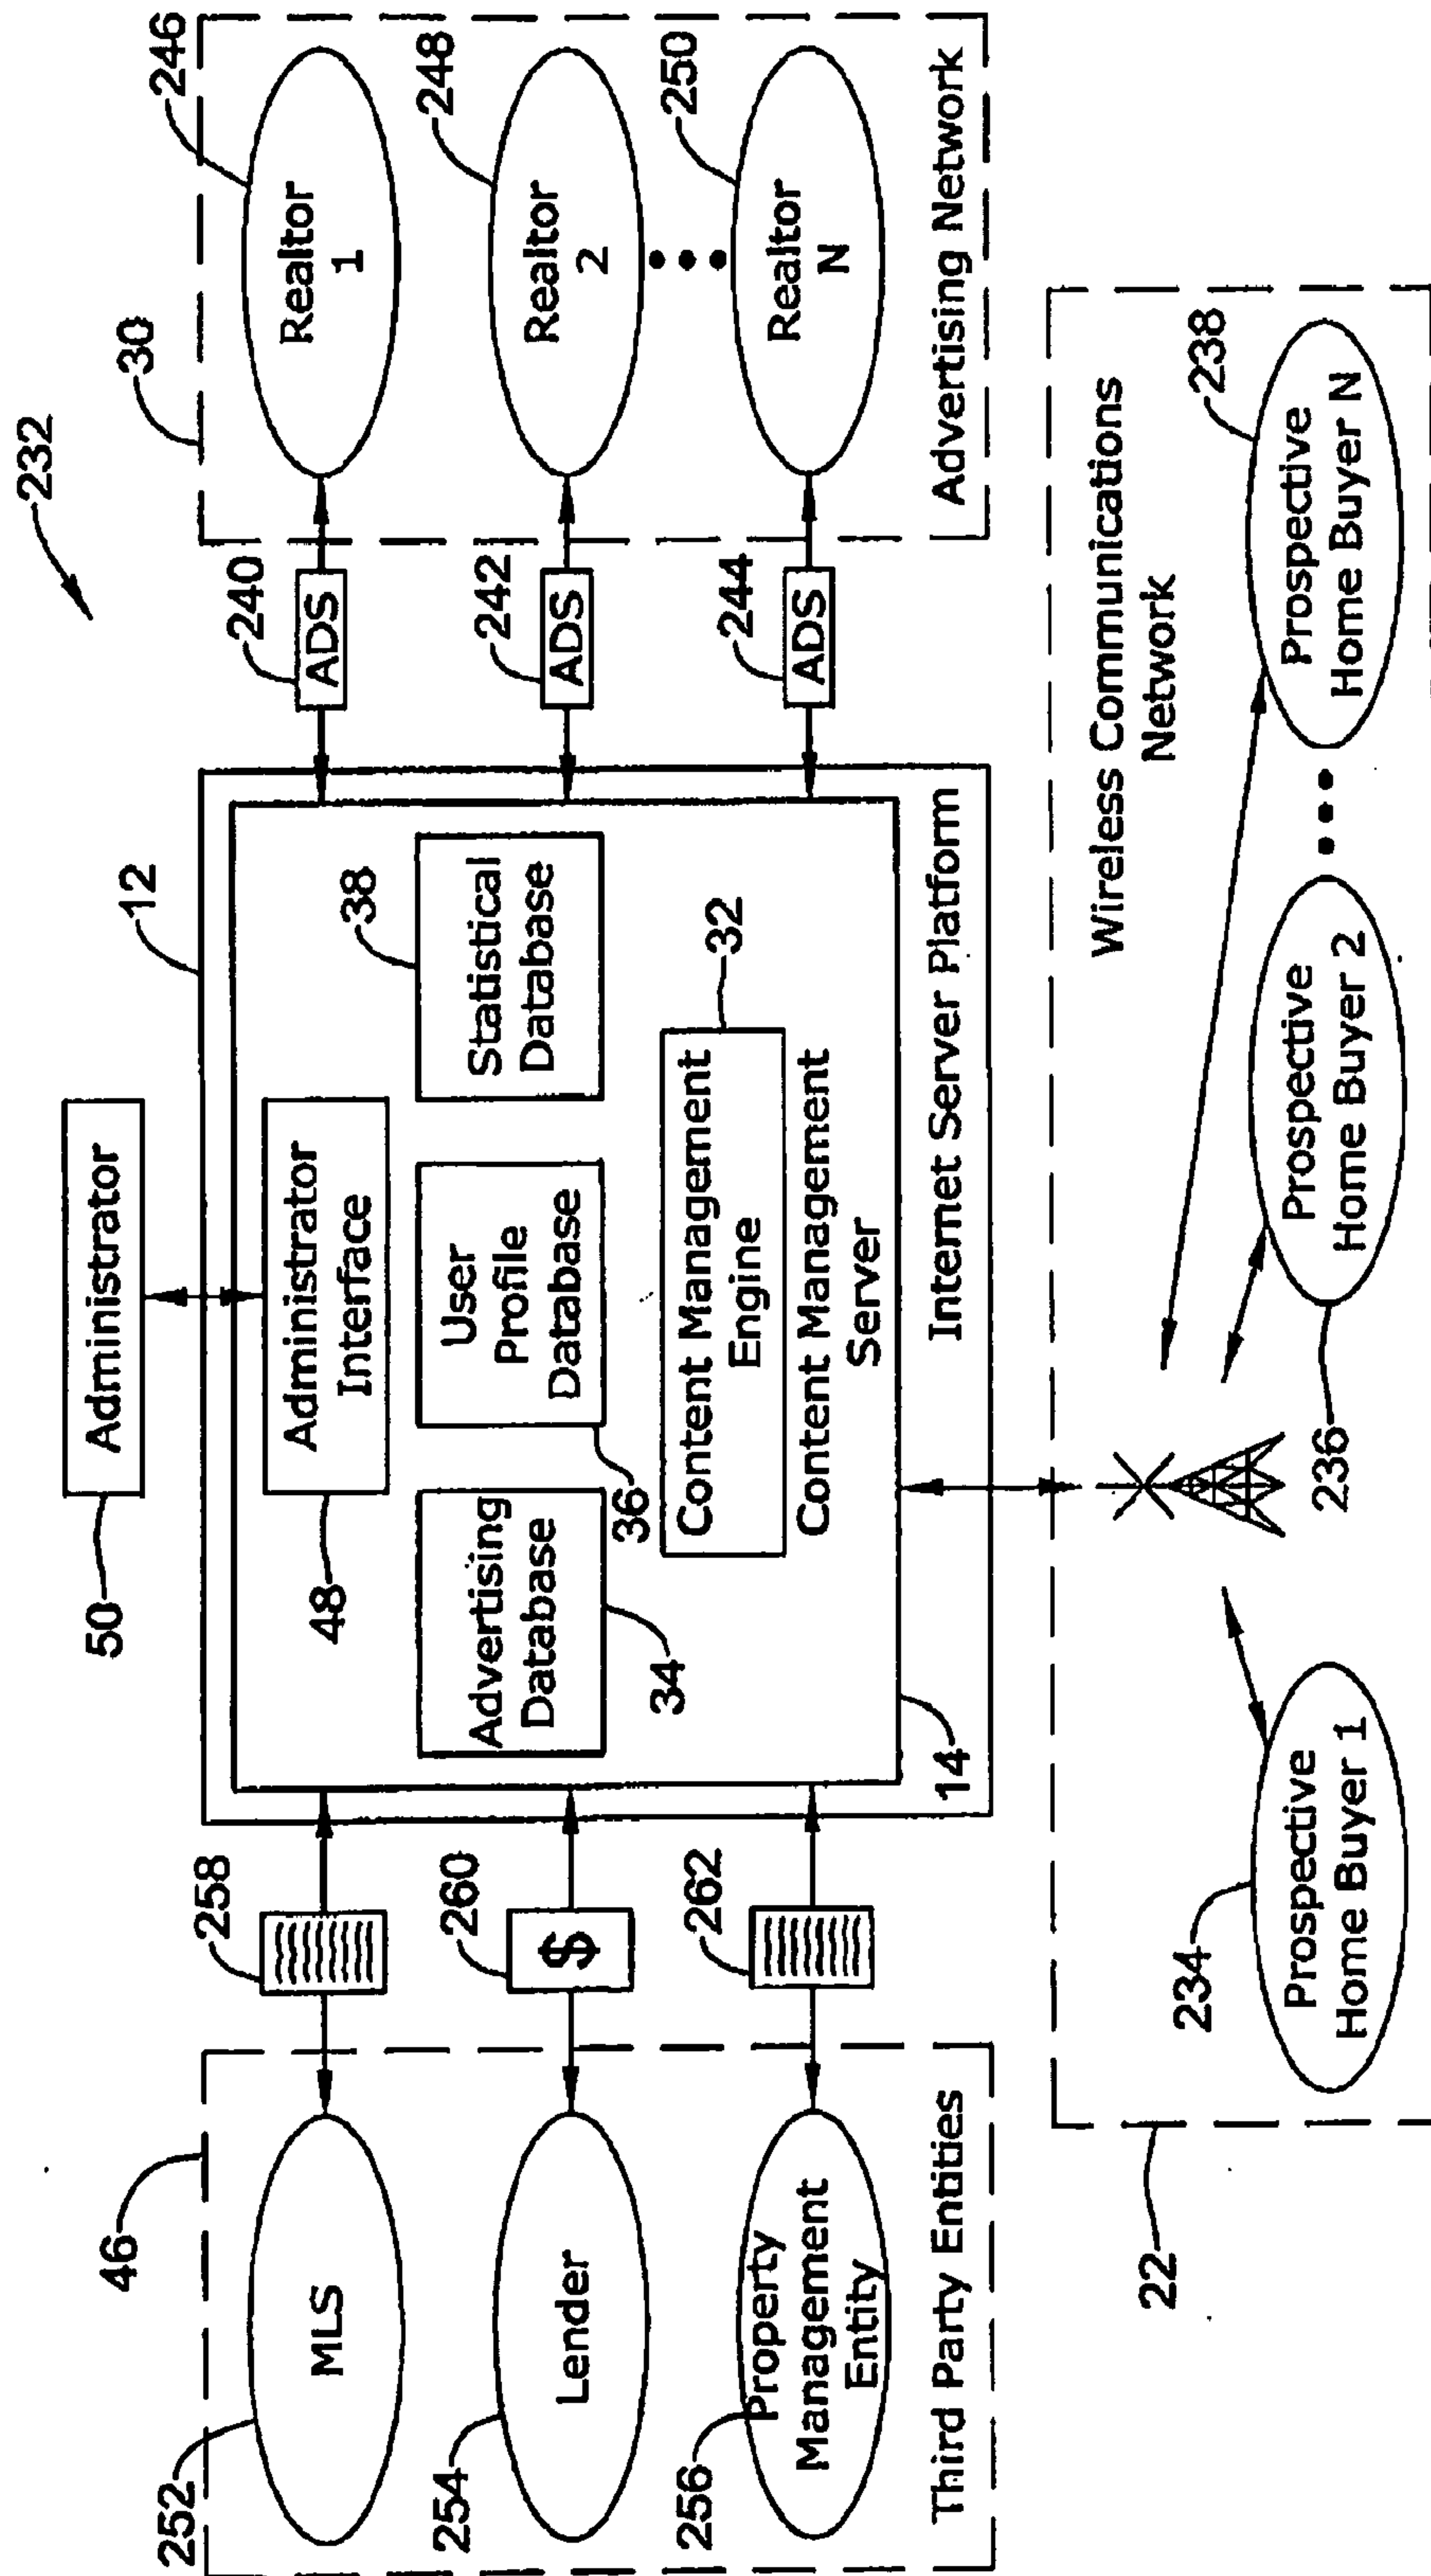 232
50
Administrator
12
46
30
252
MLS
258
48
Administrator
Interface
240
ADS
Realtor
1
246
254
Lender
260
$
Advertising
Database
34
User
Profile
Database
36
Statistical
Database
38
242
ADS
Realtor
2
248
256
Property
Management
Entity
262
Content Management
Engine
32
Content Management
Server
14
244
ADS
Realtor
N
250
Third Party Entities
Internet Server Platform
Advertising Network
22
Wireless Communications
Network
234
Prospective
Home Buyer 1
236
Prospective
Home Buyer 2
238
Prospective
Home Buyer N